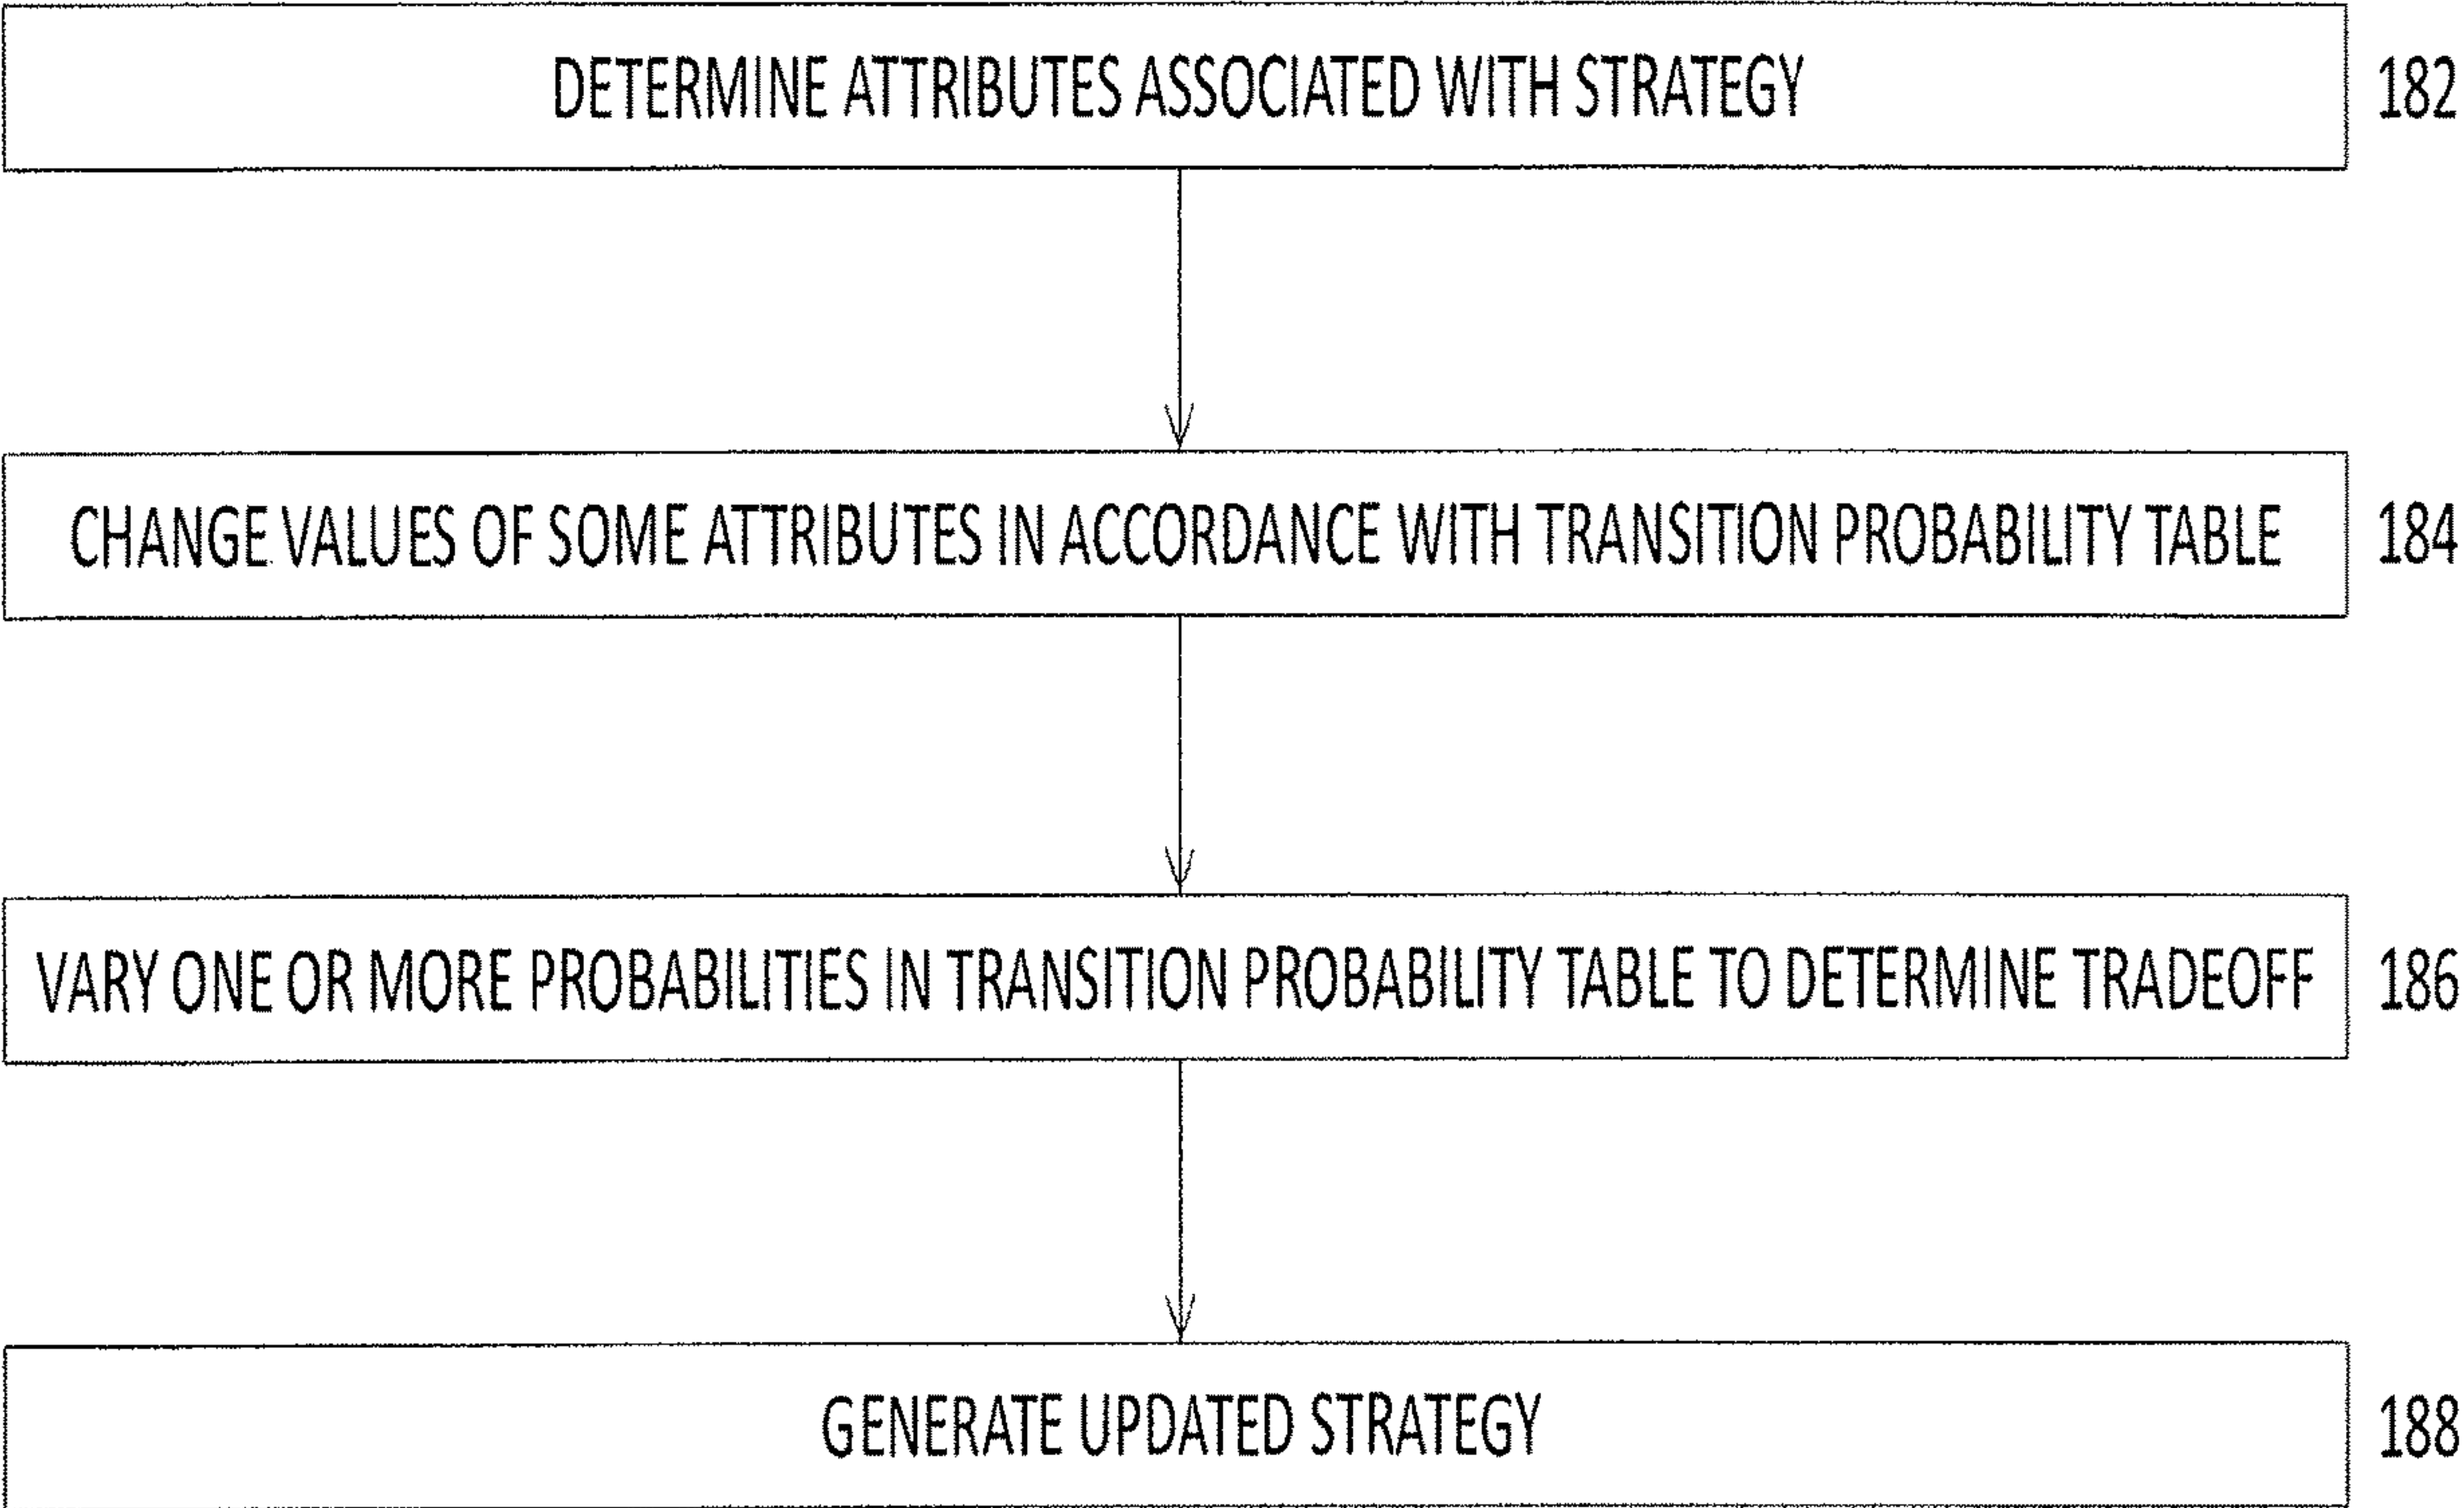 DETERMINE ATTRIBUTES ASSOCIATED WITH STRATEGY 182
CHANGE VALUES OF SOME ATTRIBUTES IN ACCORDANCE WITH TRANSITION PROBABILITY TABLE 184
VARY ONE OR MORE PROBABILITIES IN TRANSITION PROBABILITY TABLE TO DETERMINE TRADEOFF 186
GENERATE UPDATED STRATEGY 188